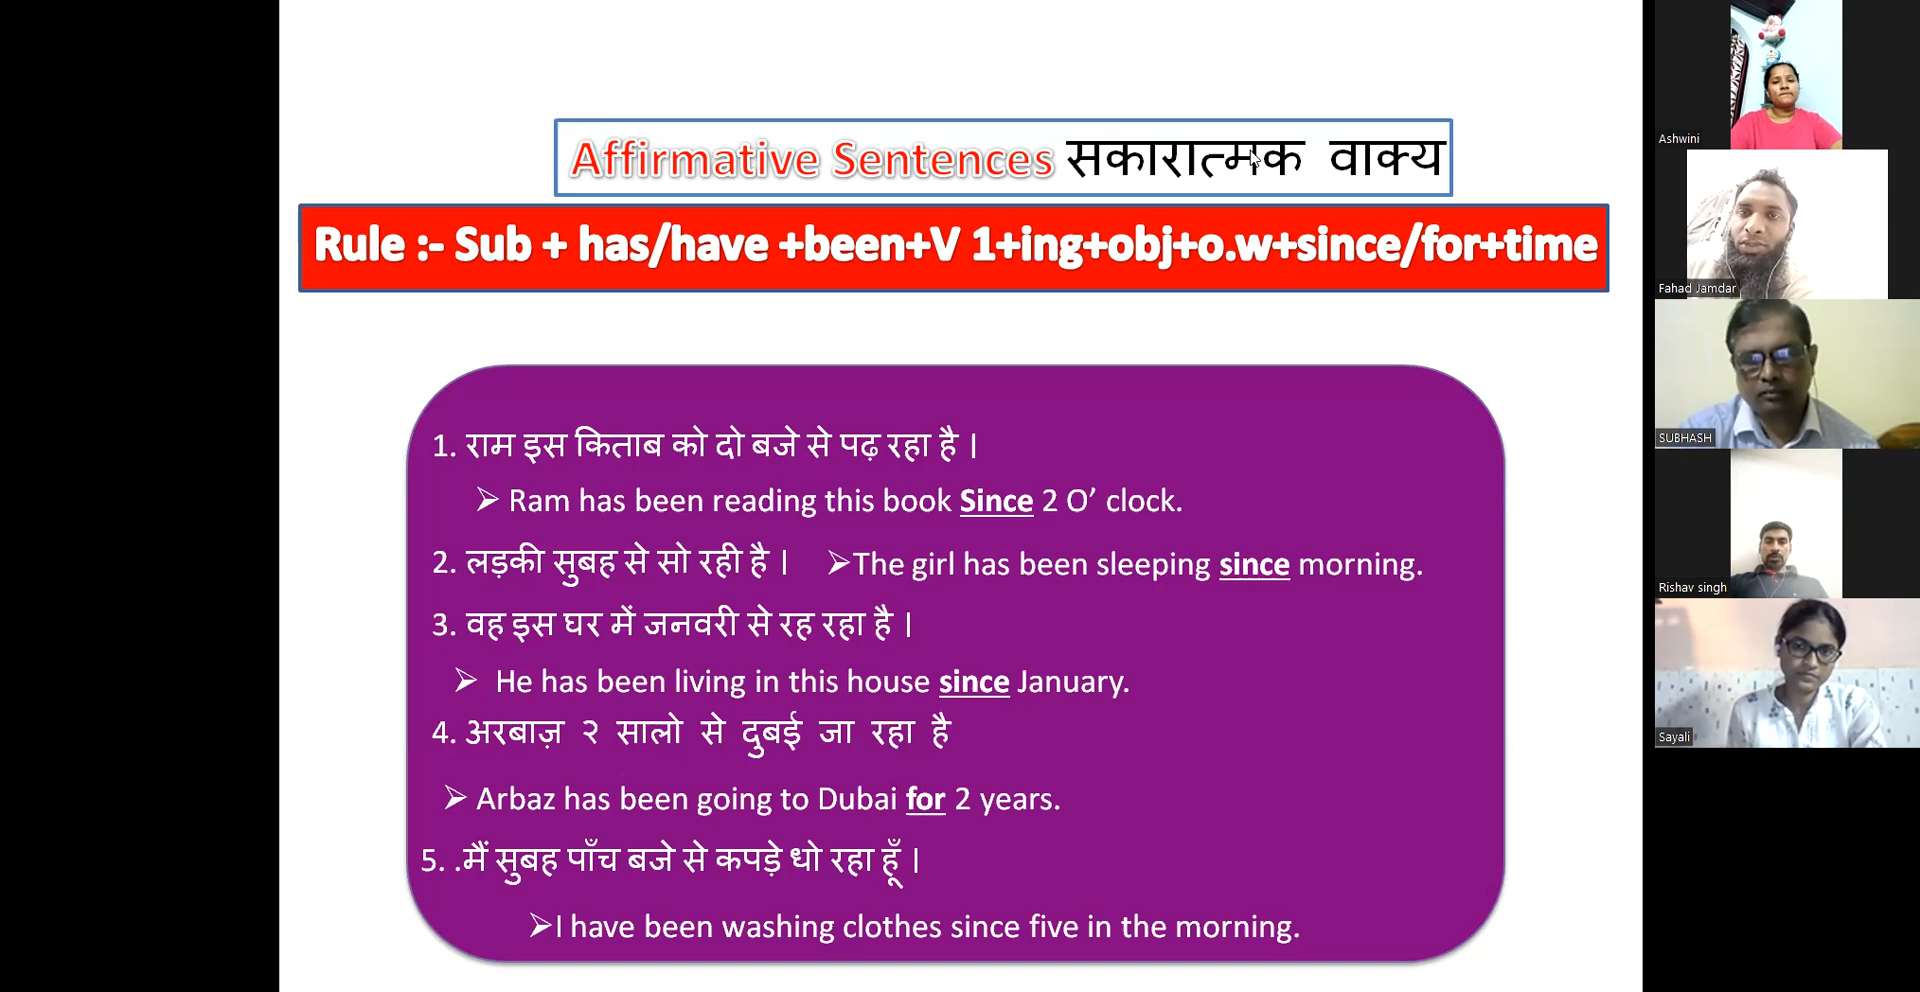 Affirmative Sentences सकारात्मक वाक्य
Rule :- Sub + has/have +been+V 1+ing+obj+o.w+since/for+time
1. राम इस किताब को दो बजे से पढ़ रहा है |
➢ Ram has been reading this book Since 2 O’ clock.
2. लड़की सुबह से सो रही है | ➢The girl has been sleeping since morning.
3. वह इस घर में जनवरी से रह रहा है |
➢ He has been living in this house since January.
4. अरबाज़ २ सालो से दुबई जा रहा है
➢ Arbaz has been going to Dubai for 2 years.
5. .मैं सुबह पाँच बजे से कपड़े धो रहा हूँ |
➢I have been washing clothes since five in the morning.
Ashwini
Fahad Jamdar
SUBHASH
Rishav singh
Sayali